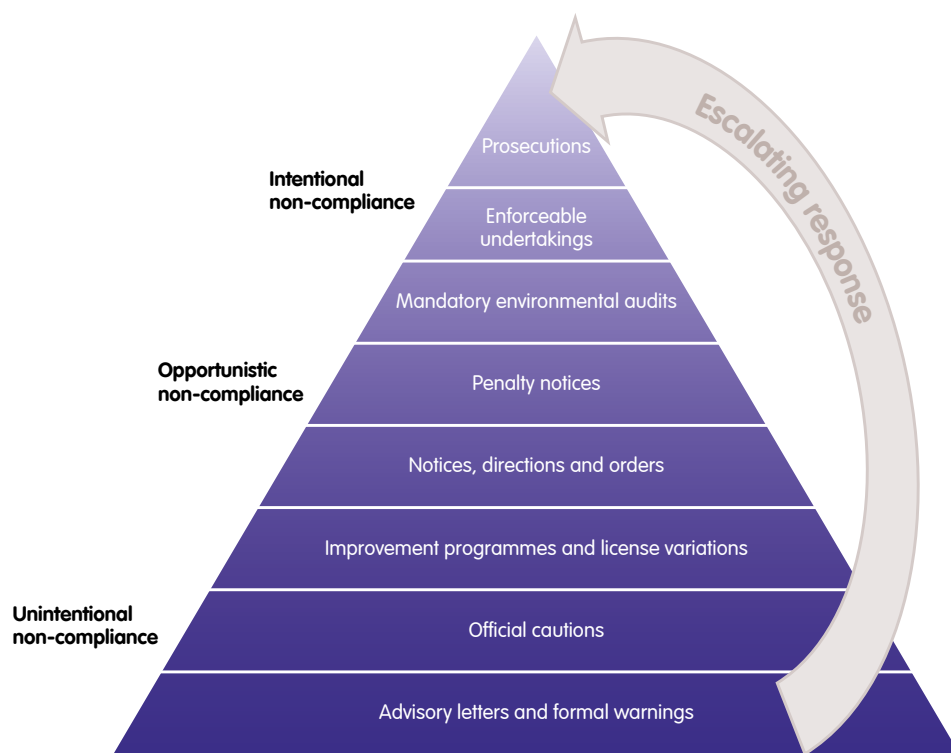 Escalating response
Prosecutions
Intentional
non-compliance
Enforceable
undertakings
Mandatory environmental audits
Opportunistic
non-compliance
Penalty notices
Notices, directions and orders
Improvement programmes and license variations
Unintentional
non-compliance
Official cautions
Advisory letters and formal warnings